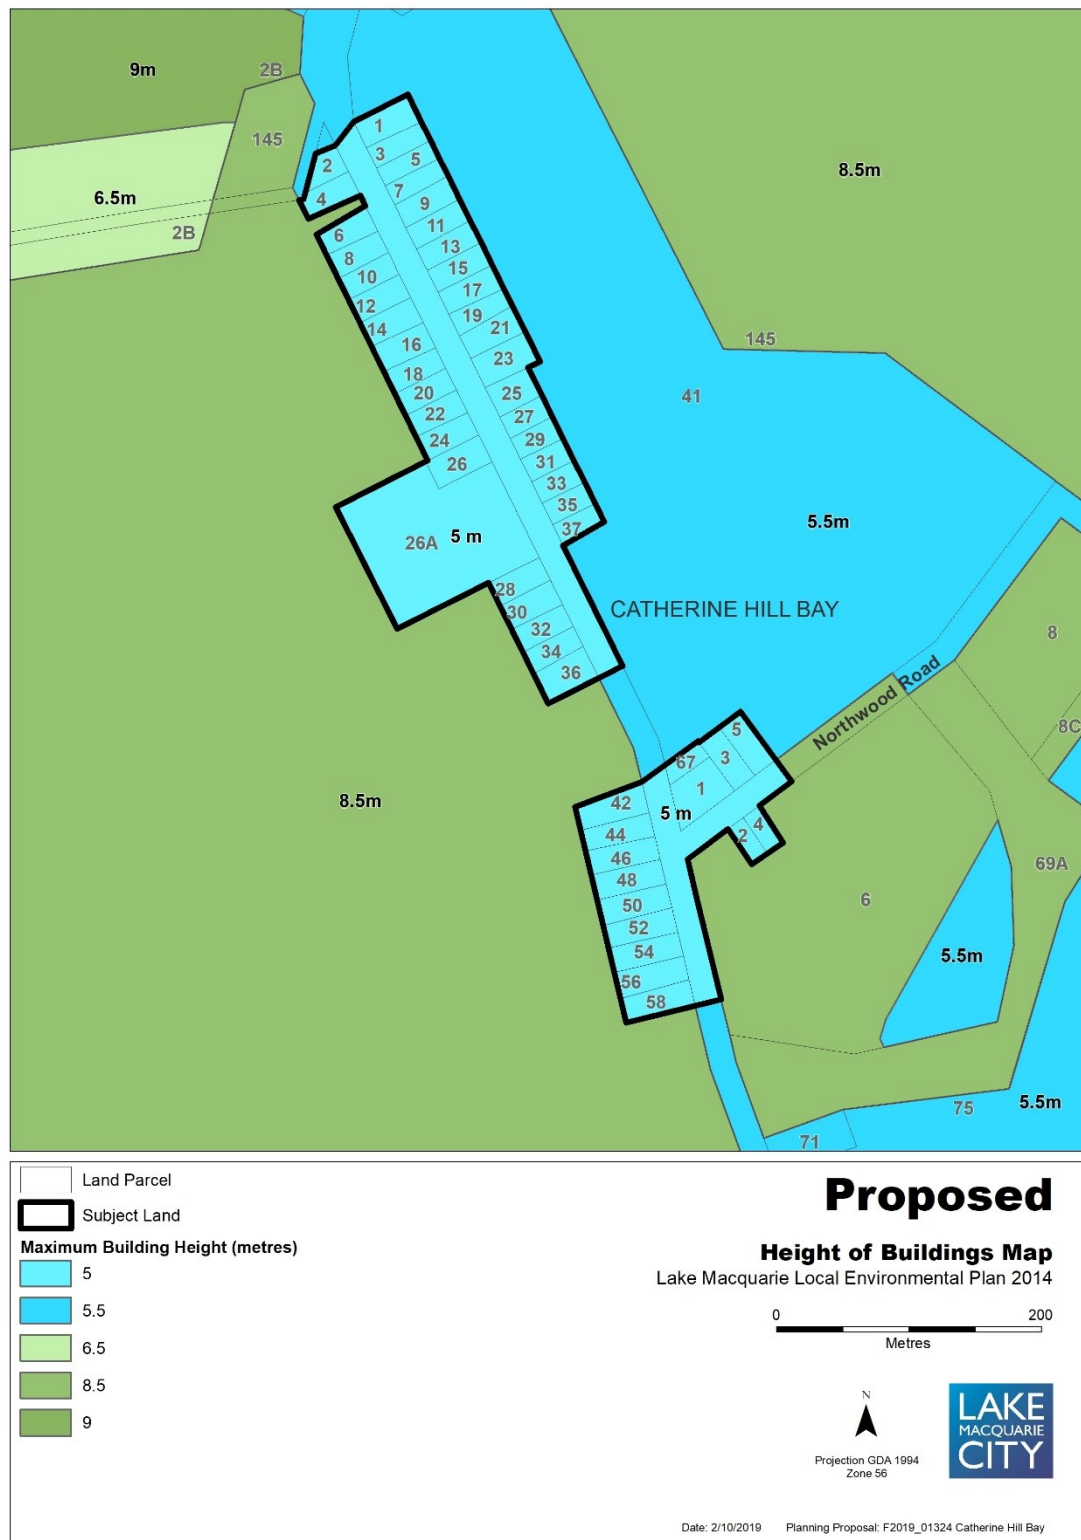 9m
2B
145
6.5m
2B
8.5m
145
41
1
3
5
2
7
4
9
11
6
13
8
15
10
17
12
19
14
21
16
23
18
25
20
27
22
29
24
31
26
33
35
37
5.5m
26A
5 m
28
30
32
34
36
CATHERINE HILL BAY
8
Northwood Road
8C
5
3
67
1
8.5m
42
5 m
44
2
4
46
48
50
52
54
56
58
6
69A
5.5m
5.5m
75
71
Land Parcel
Subject Land
Maximum Building Height (metres)
5
5.5
6.5
8.5
9
Proposed
Height of Buildings Map
Lake Macquarie Local Environmental Plan 2014
0 200
Metres
N
Projection GDA 1994
Zone 56
LAKE
MACQUARIE
CITY
Date: 2/10/2019 Planning Proposal: F2019_01324 Catherine Hill Bay